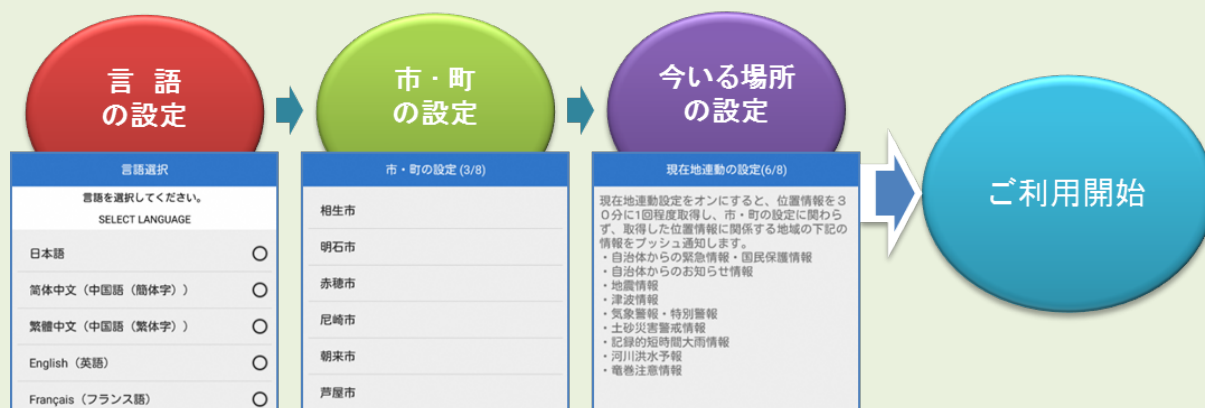 言 語
の設定
市・町
の設定
今いる場所
の設定
ご利用開始
言語選択
言語を選択してください。
SELECT LANGUAGE
日本語
简体中文（中国語（簡体字））
繁體中文（中国語（繁体字））
English（英語）
Français（フランス語）
市・町の設定 (3/8)
相生市
明石市
赤穂市
尼崎市
朝来市
芦屋市
現在地連動の設定(6/8)
現在地連動設定をオンにすると、位置情報を３
０分に1回程度取得し、市・町の設定に関わら
ず、取得した位置情報に関係する地域の下記の
情報をプッシュ通知します。
・自治体からの緊急情報・国民保護情報
・自治体からのお知らせ情報
・地震情報
・津波情報
・気象警報・特別警報
・土砂災害警戒情報
・記録的短時間大雨情報
・河川洪水予報
・竜巻注意情報